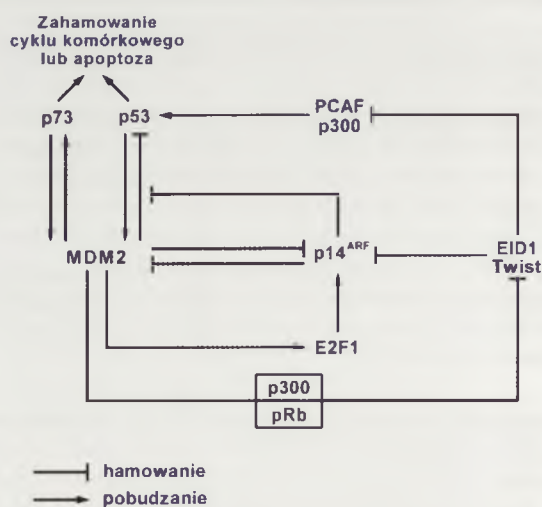 Zahamowanie
cyklu komórkowego
lub apoptoza
p73
p53
PCAF
p300
MDM2
p14ᴬᴿᶠ
EID1
Twist
E2F1
p300
pRb
hamowanie
pobudzanie